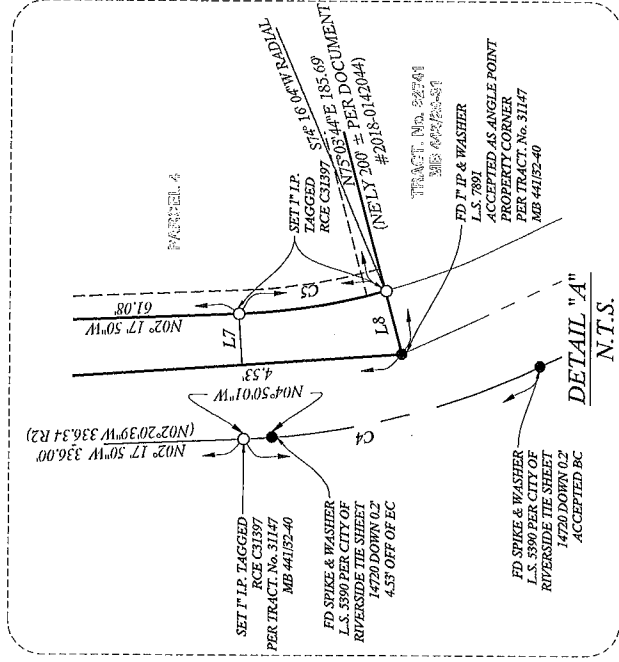 PARCEL 4
N02° 17' 50"W
61.08'
S74° 16' 04"W RADIAL
N75°03'44"E 185.69'
(NE'LY 200' ± PER DOCUMENT
#2018-0142044)
SET 1" I.P.
TAGGED
RCE C31397
C5
TRACT. No.
L7
L8
4.53'
FD 1" IP & WASHER
L.S. 7891
ACCEPTED AS ANGLE POINT
PROPERTY CORNER
PER TRACT. No. 31147
MB 441/32-40
(N02°20'39"W 336.34 R2)
N02° 17' 50"W 336.00'
N04°50'01"W
C4
SET 1" I.P. TAGGED
RCE C31397
PER TRACT. No. 31147
MB 441/32-40
FD SPIKE & WASHER
L.S. 5390 PER CITY OF
RIVERSIDE TIE SHEET
14720 DOWN 0.2'
4.53' OFF OF EC
FD SPIKE & WASHER
L.S. 5390 PER CITY OF
RIVERSIDE TIE SHEET
14720 DOWN 0.2'
ACCEPTED BC
DETAIL "A"
N.T.S.